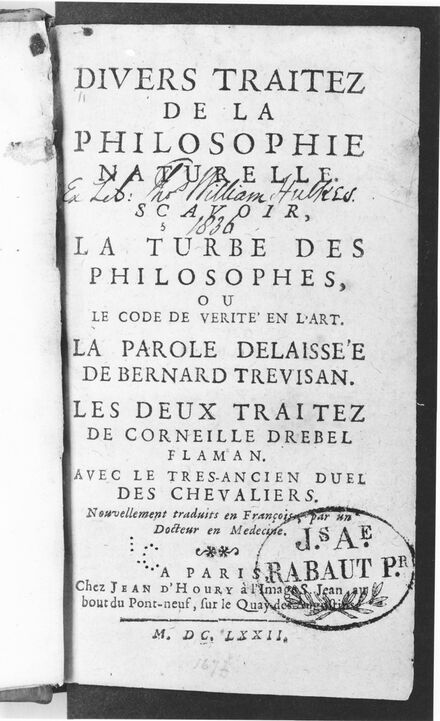 DIVERS TRAITEZ
DE LA
PHILOSOPHIE
NATURELLE.
Ex Lib: Thos William Hulkes.
SCAVOIR,
1836
LA TURBE DES
PHILOSOPHES,
OU
LE CODE DE VERITE' EN L'ART.
LA PAROLE DELAISSE'E
DE BERNARD TREVISAN.
LES DEUX TRAITEZ
DE CORNEILLE DREBEL
FLAMAN.
AVEC LE TRES-ANCIEN DUEL
DES CHEVALIERS.
Nouvellement traduits en François, par un
Docteur en Medecine.
J.s A.E
RABAUT P.R
A PARIS,
Chez JEAN D'HOURY à l'Image S. Jean, au
bout du Pont-neuf, sur le Quay des Augustins.
M. DC. LXXII.